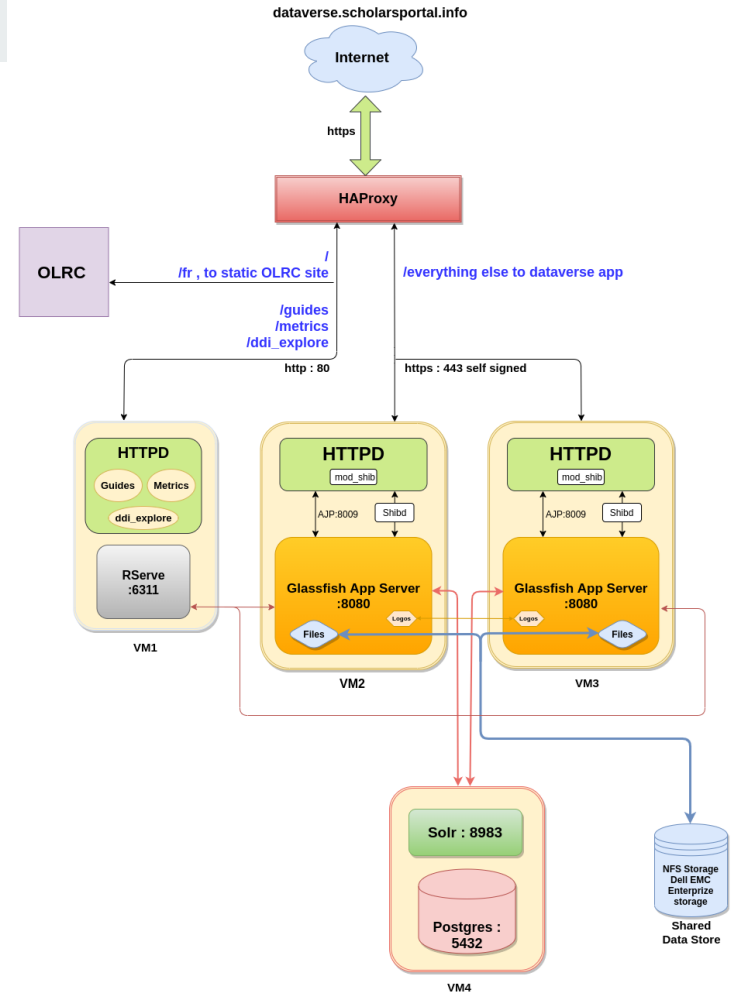 dataverse.scholarsportal.info
Internet
https
HAProxy
OLRC
/
/fr , to static OLRC site
/everything else to dataverse app
/guides
/metrics
/ddi_explore
http : 80
https : 443 self signed
HTTPD
Guides
Metrics
ddi_explore
RServe
:6311
VM1
HTTPD
mod_shib
AJP:8009
Shibd
Glassfish App Server
:8080
Logos
Files
VM2
HTTPD
mod_shib
AJP:8009
Shibd
Glassfish App Server
:8080
Logos
Files
VM3
Solr : 8983
Postgres :
5432
VM4
NFS Storage
Dell EMC
Enterprize
storage
Shared
Data Store